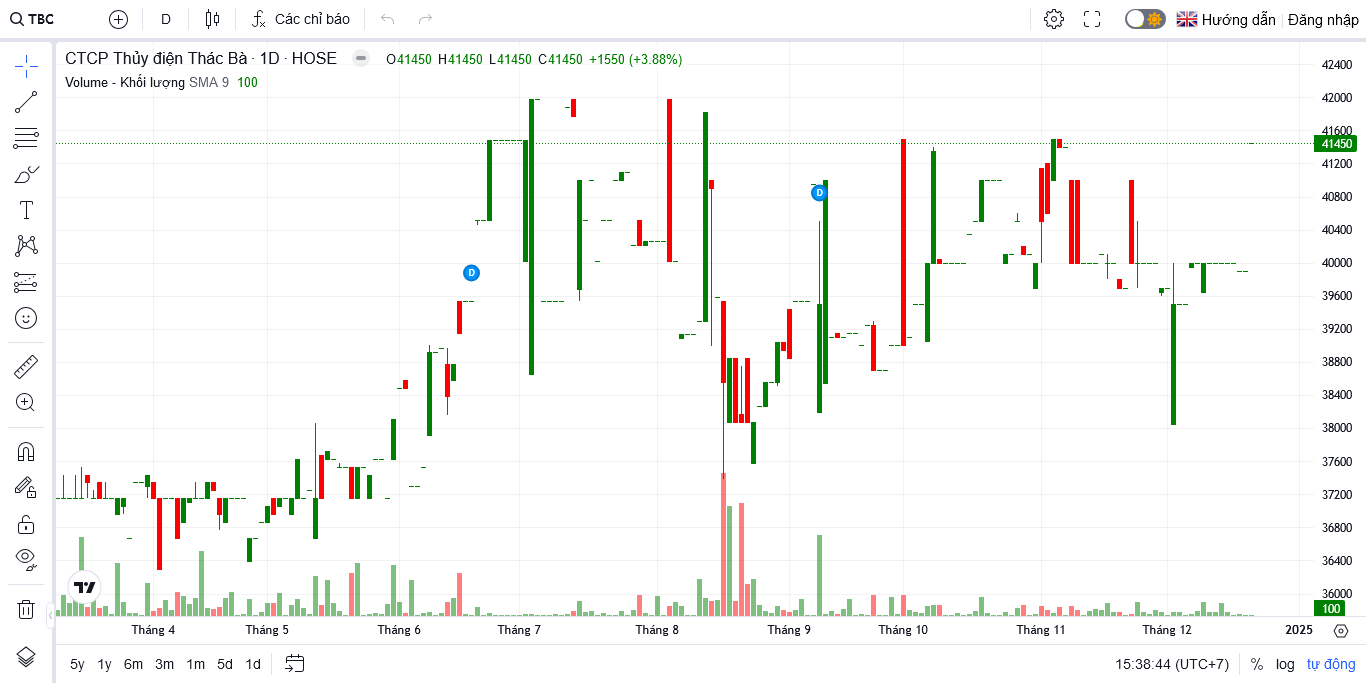 TBC D Các chỉ báo Hướng dẫn Đăng nhập
CTCP Thủy điện Thác Bà · 1D · HOSE O41450 H41450 L41450 C41450 +1550 (+3.88%)
Volume - Khối lượng SMA 9 100
42400
42000
41600
41450
41200
40800
40400
40000
39600
39200
38800
38400
38000
37600
37200
36800
36400
36000
100
D
D
Tháng 4 Tháng 5 Tháng 6 Tháng 7 Tháng 8 Tháng 9 Tháng 10 Tháng 11 Tháng 12 2025
5y 1y 6m 3m 1m 5d 1d 15:38:44 (UTC+7) % log tự động